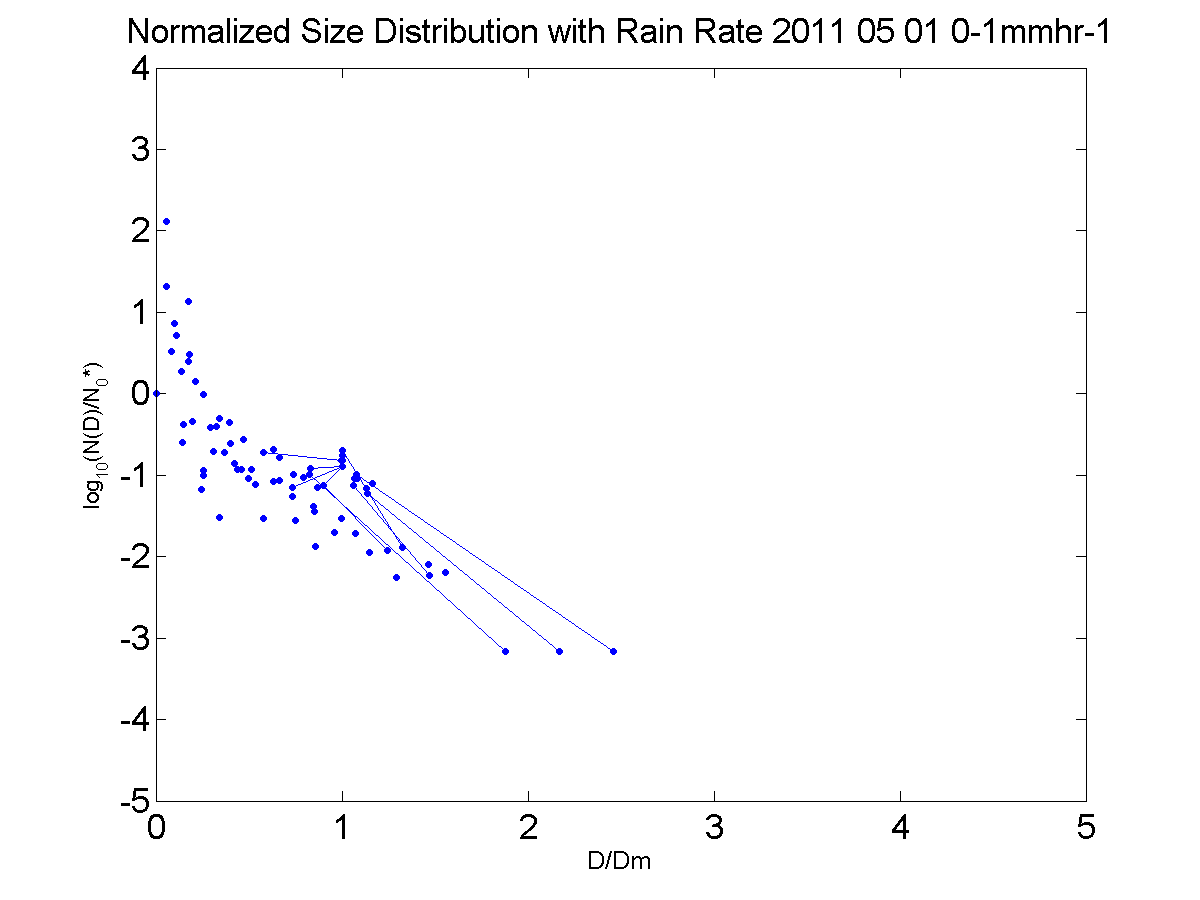 Normalized Size Distribution with Rain Rate 2011 05 01 0-1mmhr-1
4
3
2
1
0
-1
-2
-3
-4
-5
log10(N(D)/N0*)
0 1 2 3 4 5
D/Dm